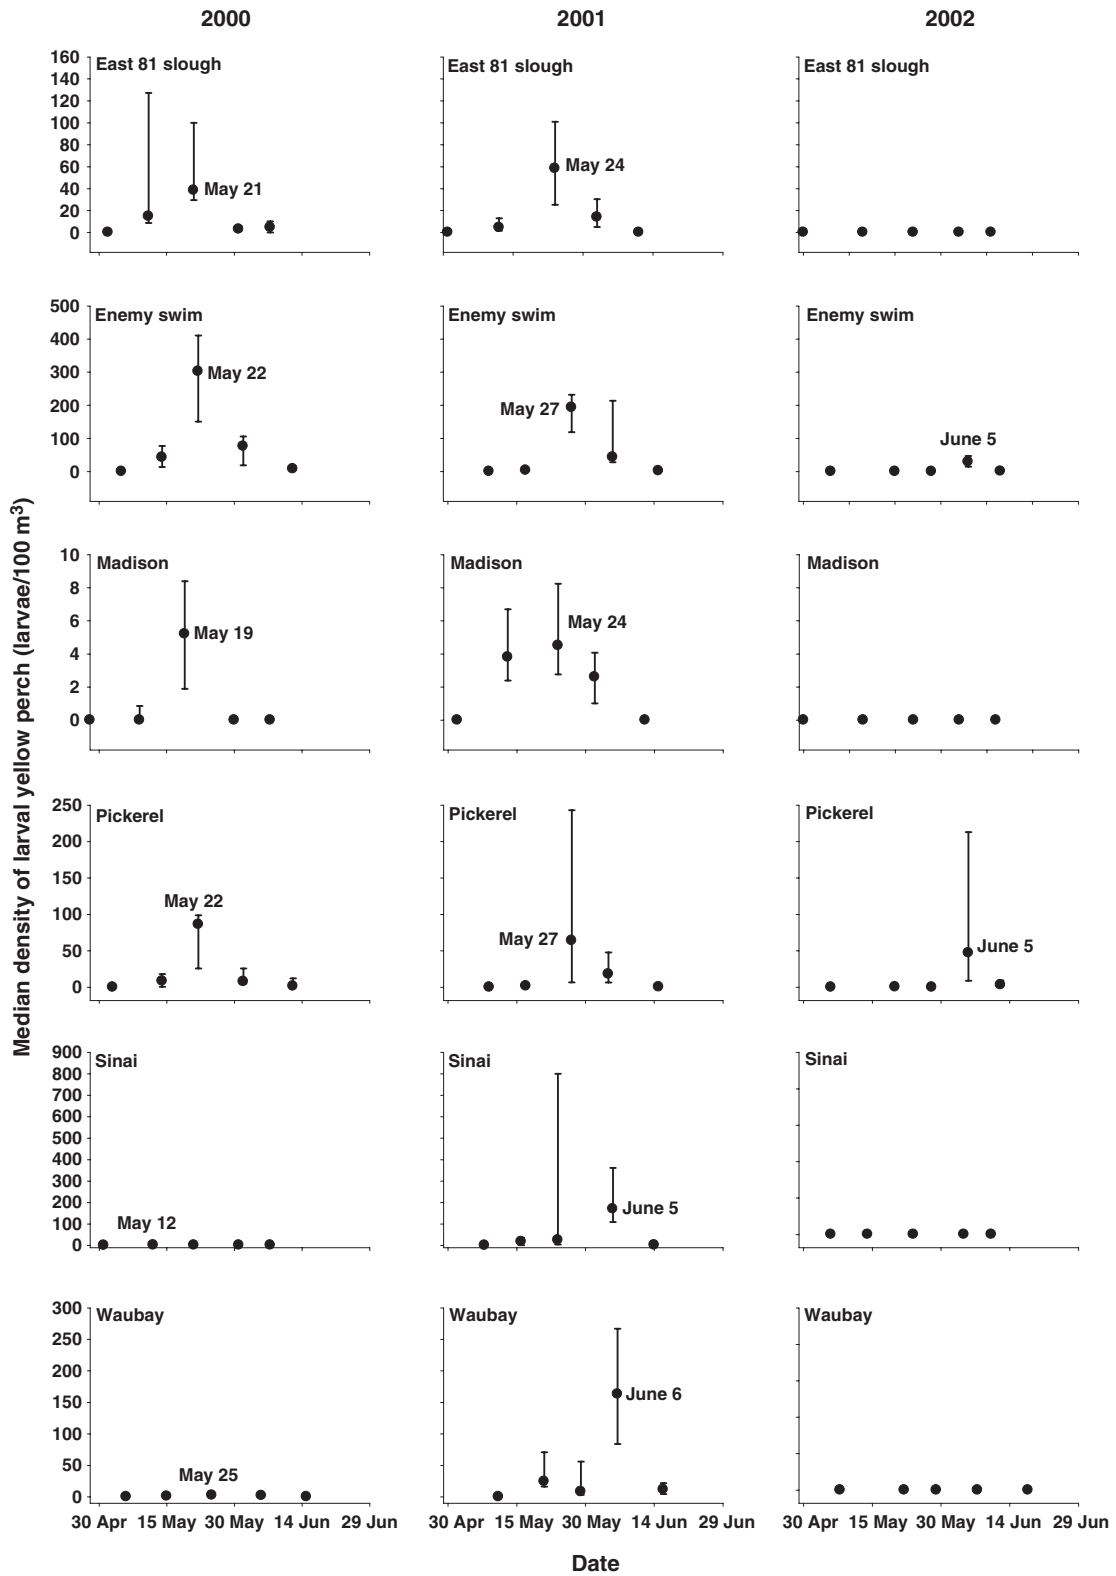 2000 2001 2002
Median density of larval yellow perch (larvae/100 m³)
160 East 81 slough East 81 slough East 81 slough
140
120
100
80
60 May 24
40 May 21
20
0
500 Enemy swim Enemy swim Enemy swim
400
300 May 22
200 May 27
100 June 5
0
10 Madison Madison Madison
8
6 May 19 May 24
4
2
0
250 Pickerel Pickerel Pickerel
200
150
100 May 22
50 May 27 June 5
0
900 Sinai Sinai Sinai
800
700
600
500
400
300
200 June 5
100 May 12
0
300 Waubay Waubay Waubay
250
200
150 June 6
100
50 May 25
0
30 Apr 15 May 30 May 14 Jun 29 Jun 30 Apr 15 May 30 May 14 Jun 29 Jun 30 Apr 15 May 30 May 14 Jun 29 Jun
Date